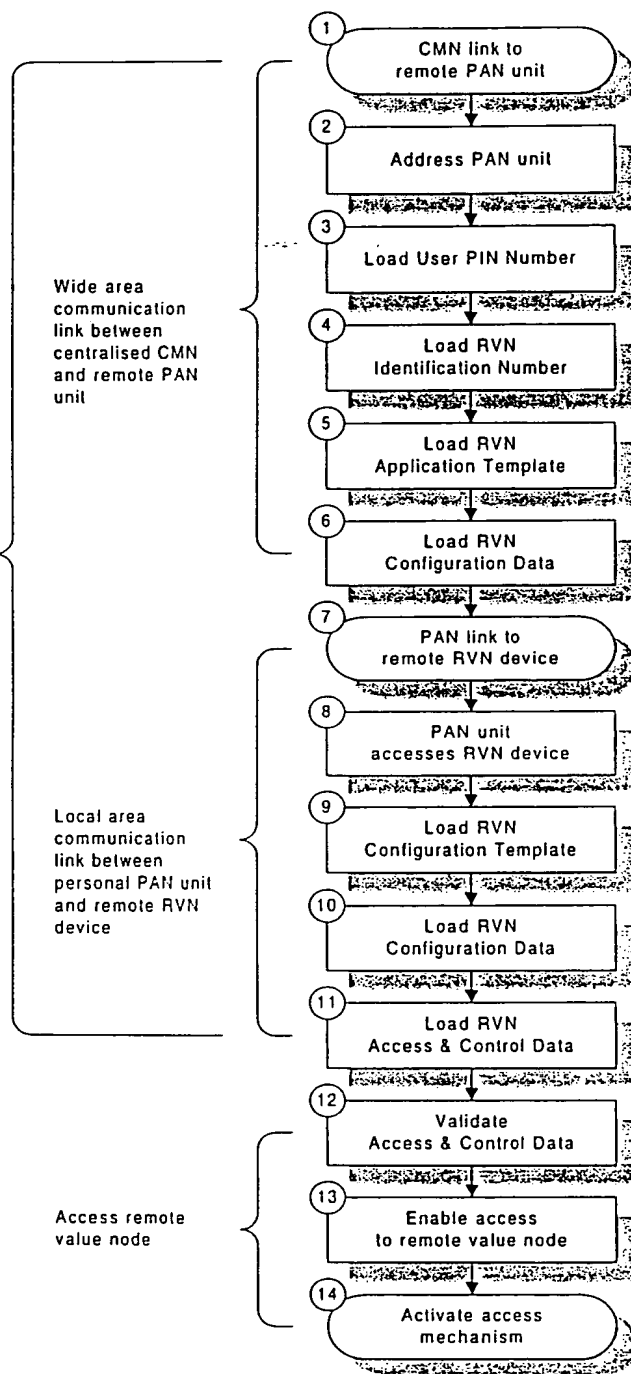 1
CMN link to
remote PAN unit
2
Address PAN unit
3
Load User PIN Number
Wide area
communication
link between
centralised CMN
and remote PAN
unit
4
Load RVN
Identification Number
5
Load RVN
Application Template
6
Load RVN
Configuration Data
7
PAN link to
remote RVN device
8
PAN unit
accesses RVN device
Local area
communication
link between
personal PAN unit
and remote RVN
device
9
Load RVN
Configuration Template
10
Load RVN
Configuration Data
11
Load RVN
Access & Control Data
12
Validate
Access & Control Data
Access remote
value node
13
Enable access
to remote value node
14
Activate access
mechanism